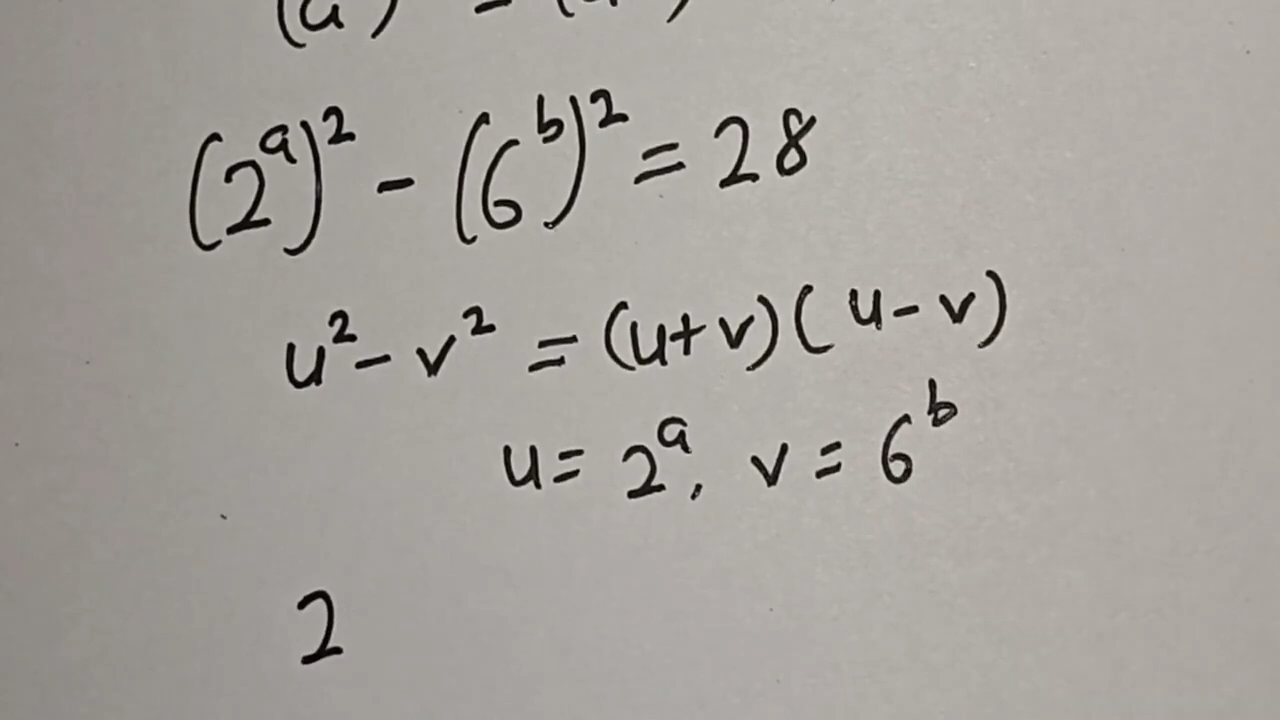 (2^a)^2 - (6^b)^2 = 28
u^2 - v^2 = (u+v)(u-v)
u = 2^a, v = 6^b
2